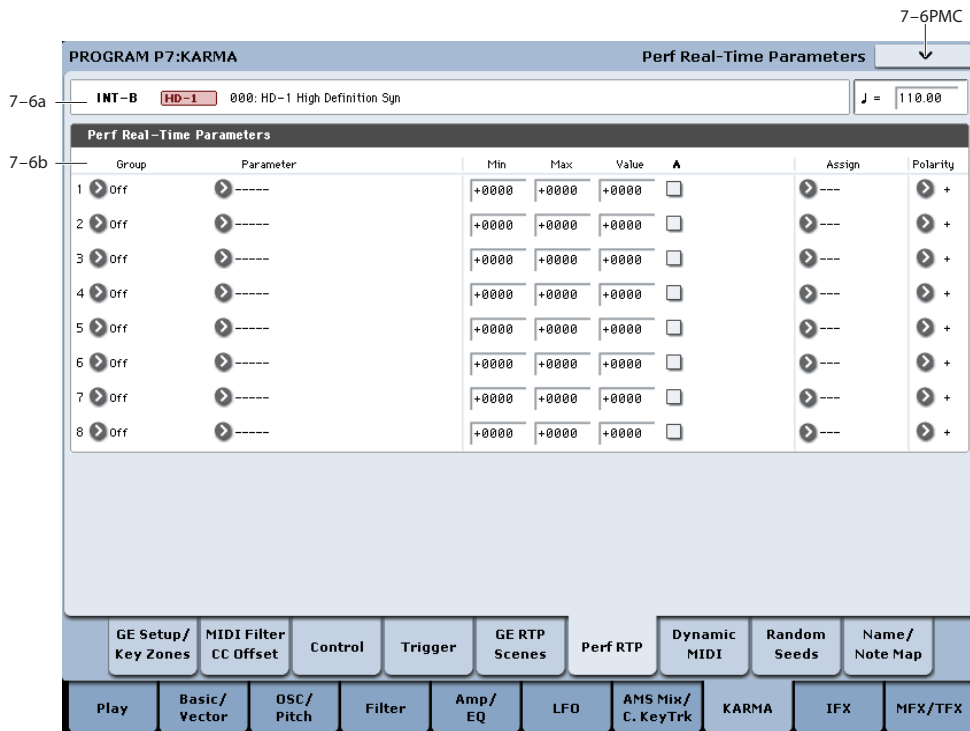 7–6PMC
PROGRAM P7:KARMA Perf Real-Time Parameters
7–6a INT-B HD-1 000: HD-1 High Definition Syn ♩ = 110.00
Perf Real-Time Parameters
7–6b Group Parameter Min Max Value A Assign Polarity
1 Off ----- +0000 +0000 +0000 --- +
2 Off ----- +0000 +0000 +0000 --- +
3 Off ----- +0000 +0000 +0000 --- +
4 Off ----- +0000 +0000 +0000 --- +
5 Off ----- +0000 +0000 +0000 --- +
6 Off ----- +0000 +0000 +0000 --- +
7 Off ----- +0000 +0000 +0000 --- +
8 Off ----- +0000 +0000 +0000 --- +
GE Setup/ Key Zones
MIDI Filter CC Offset
Control
Trigger
GE RTP Scenes
Perf RTP
Dynamic MIDI
Random Seeds
Name/ Note Map
Play
Basic/ Vector
OSC/ Pitch
Filter
Amp/ EQ
LFO
AMS Mix/ C. KeyTrk
KARMA
IFX
MFX/TFX